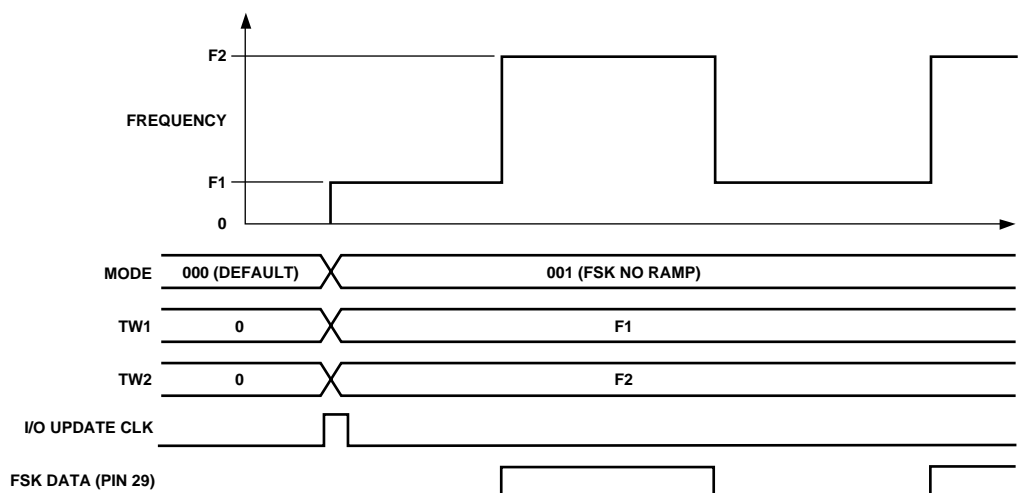 F2
FREQUENCY
F1
0
MODE 000 (DEFAULT) 001 (FSK NO RAMP)
TW1 0 F1
TW2 0 F2
I/O UPDATE CLK
FSK DATA (PIN 29)